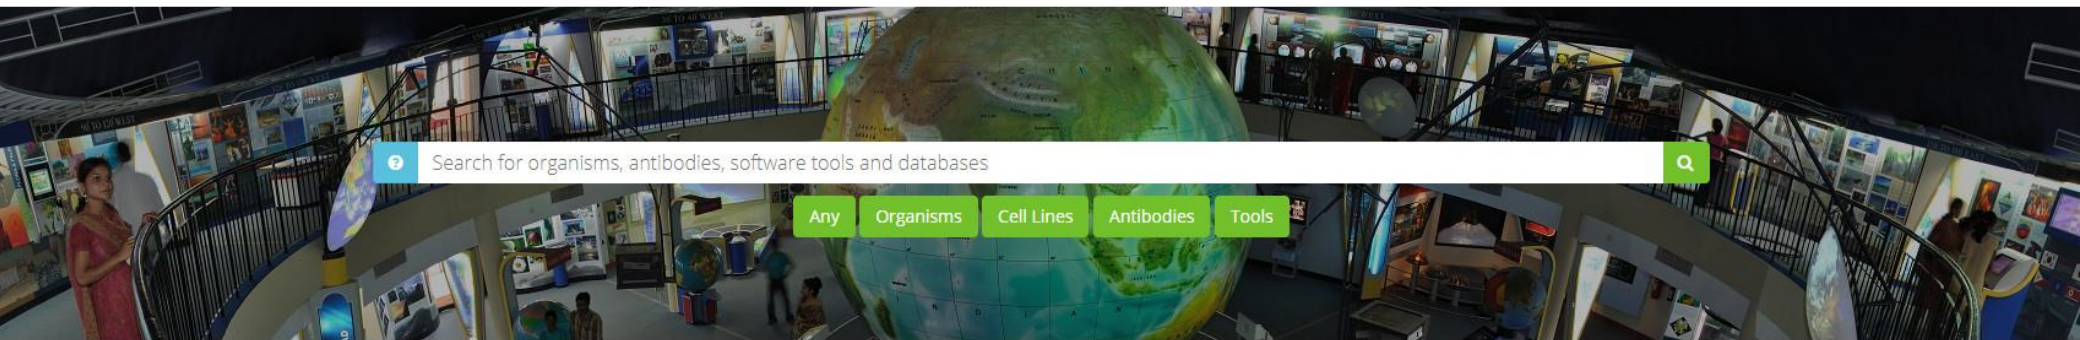 Search for organisms, antibodies, software tools and databases
Any
Organisms
Cell Lines
Antibodies
Tools